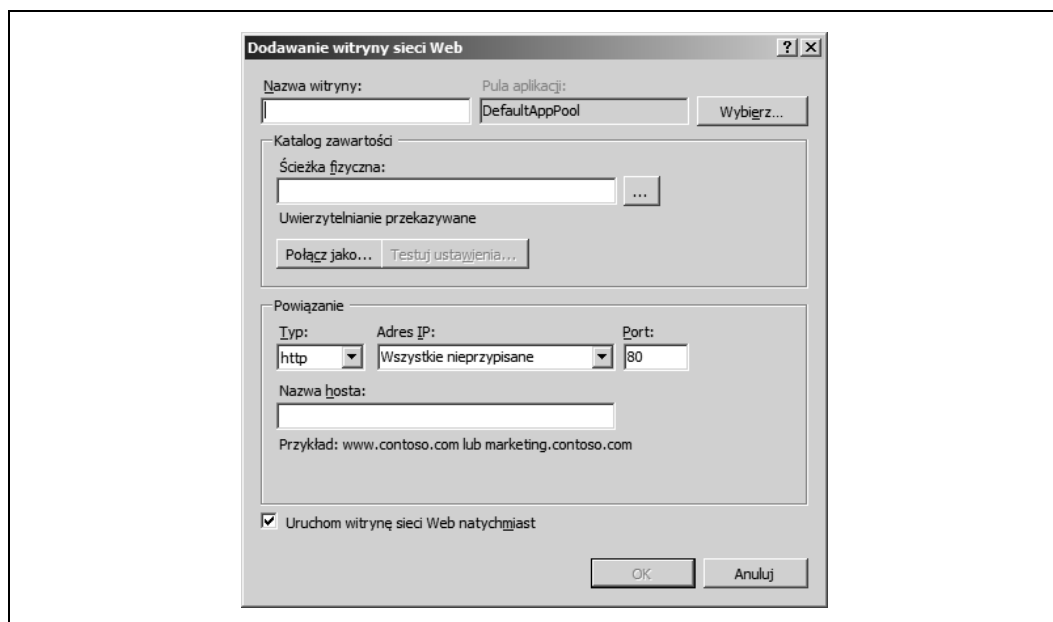 Dodawanie witryny sieci Web
Nazwa witryny: Pula aplikacji:
DefaultAppPool Wybierz...
Katalog zawartości
Ścieżka fizyczna:
...
Uwierzytelnianie przekazywane
Połącz jako... Testuj ustawienia...
Powiązanie
Typ: Adres IP: Port:
http Wszystkie nieprzypisane 80
Nazwa hosta:
Przykład: www.contoso.com lub marketing.contoso.com
Uruchom witrynę sieci Web natychmiast
OK Anuluj